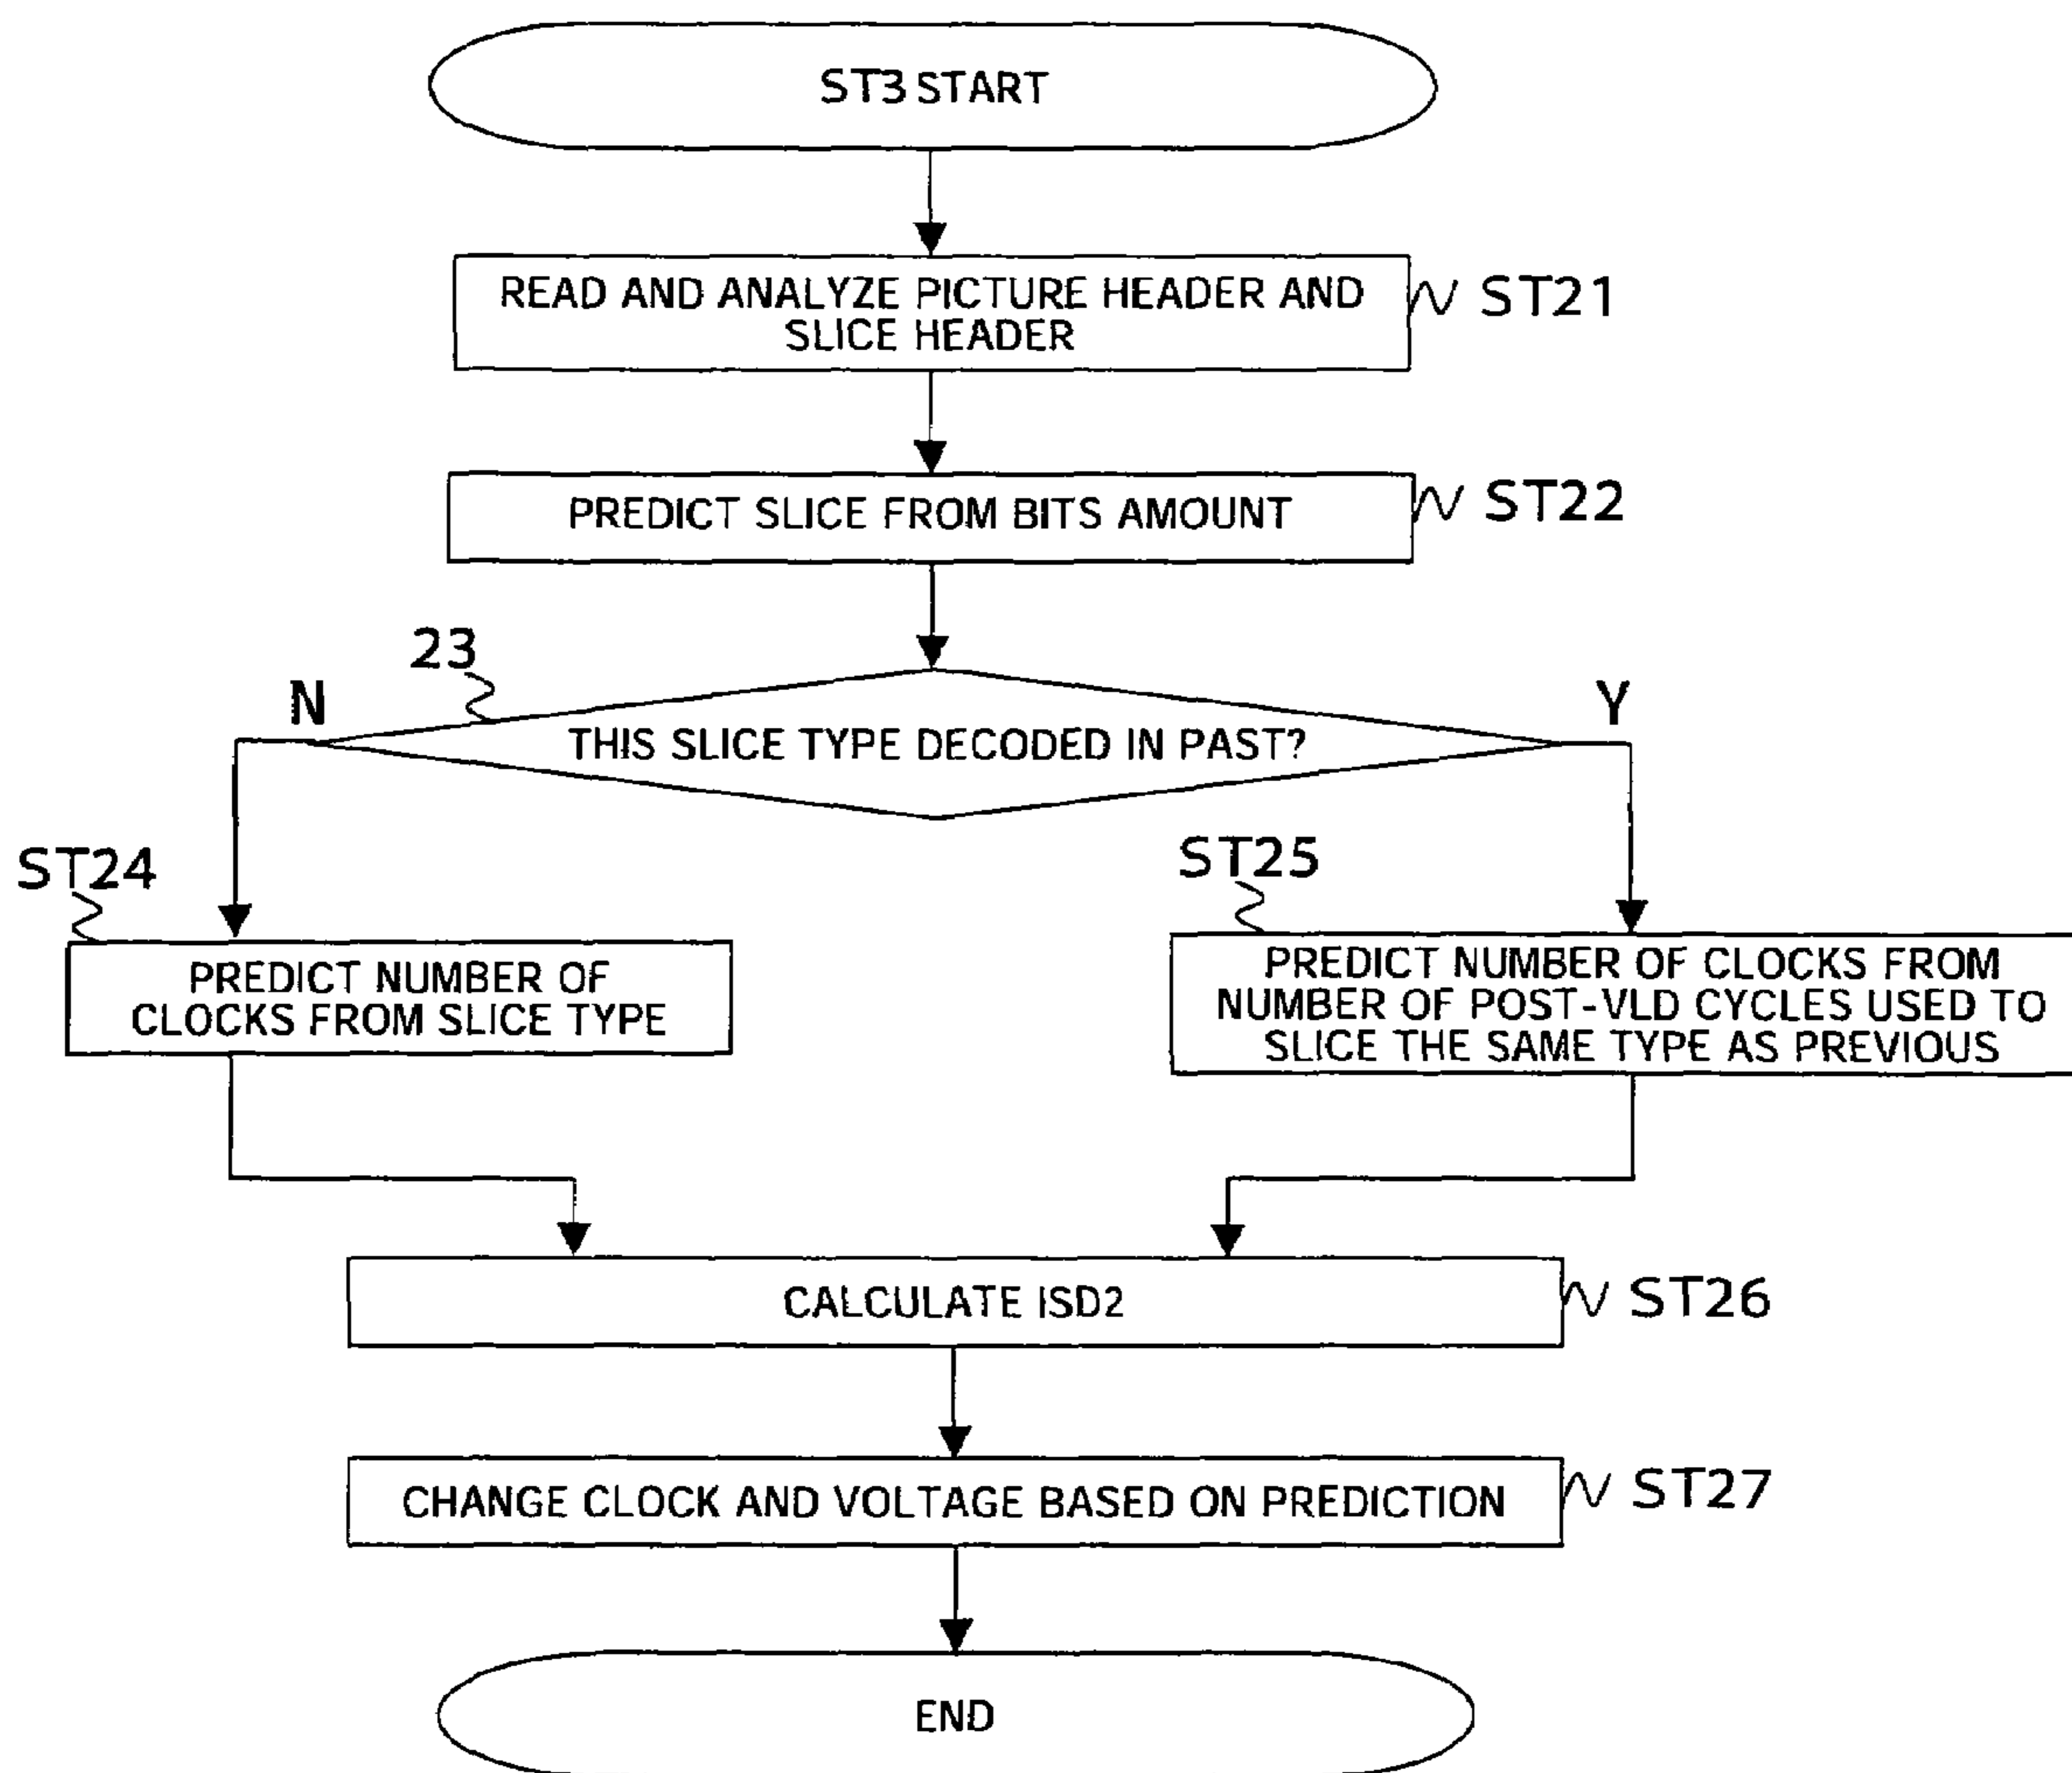 ST3 START
READ AND ANALYZE PICTURE HEADER AND
SLICE HEADER
ST21
PREDICT SLICE FROM BITS AMOUNT
ST22
23
N
Y
THIS SLICE TYPE DECODED IN PAST?
ST24
ST25
PREDICT NUMBER OF
CLOCKS FROM SLICE TYPE
PREDICT NUMBER OF CLOCKS FROM
NUMBER OF POST-VLD CYCLES USED TO
SLICE THE SAME TYPE AS PREVIOUS
CALCULATE ISD2
ST26
CHANGE CLOCK AND VOLTAGE BASED ON PREDICTION
ST27
END